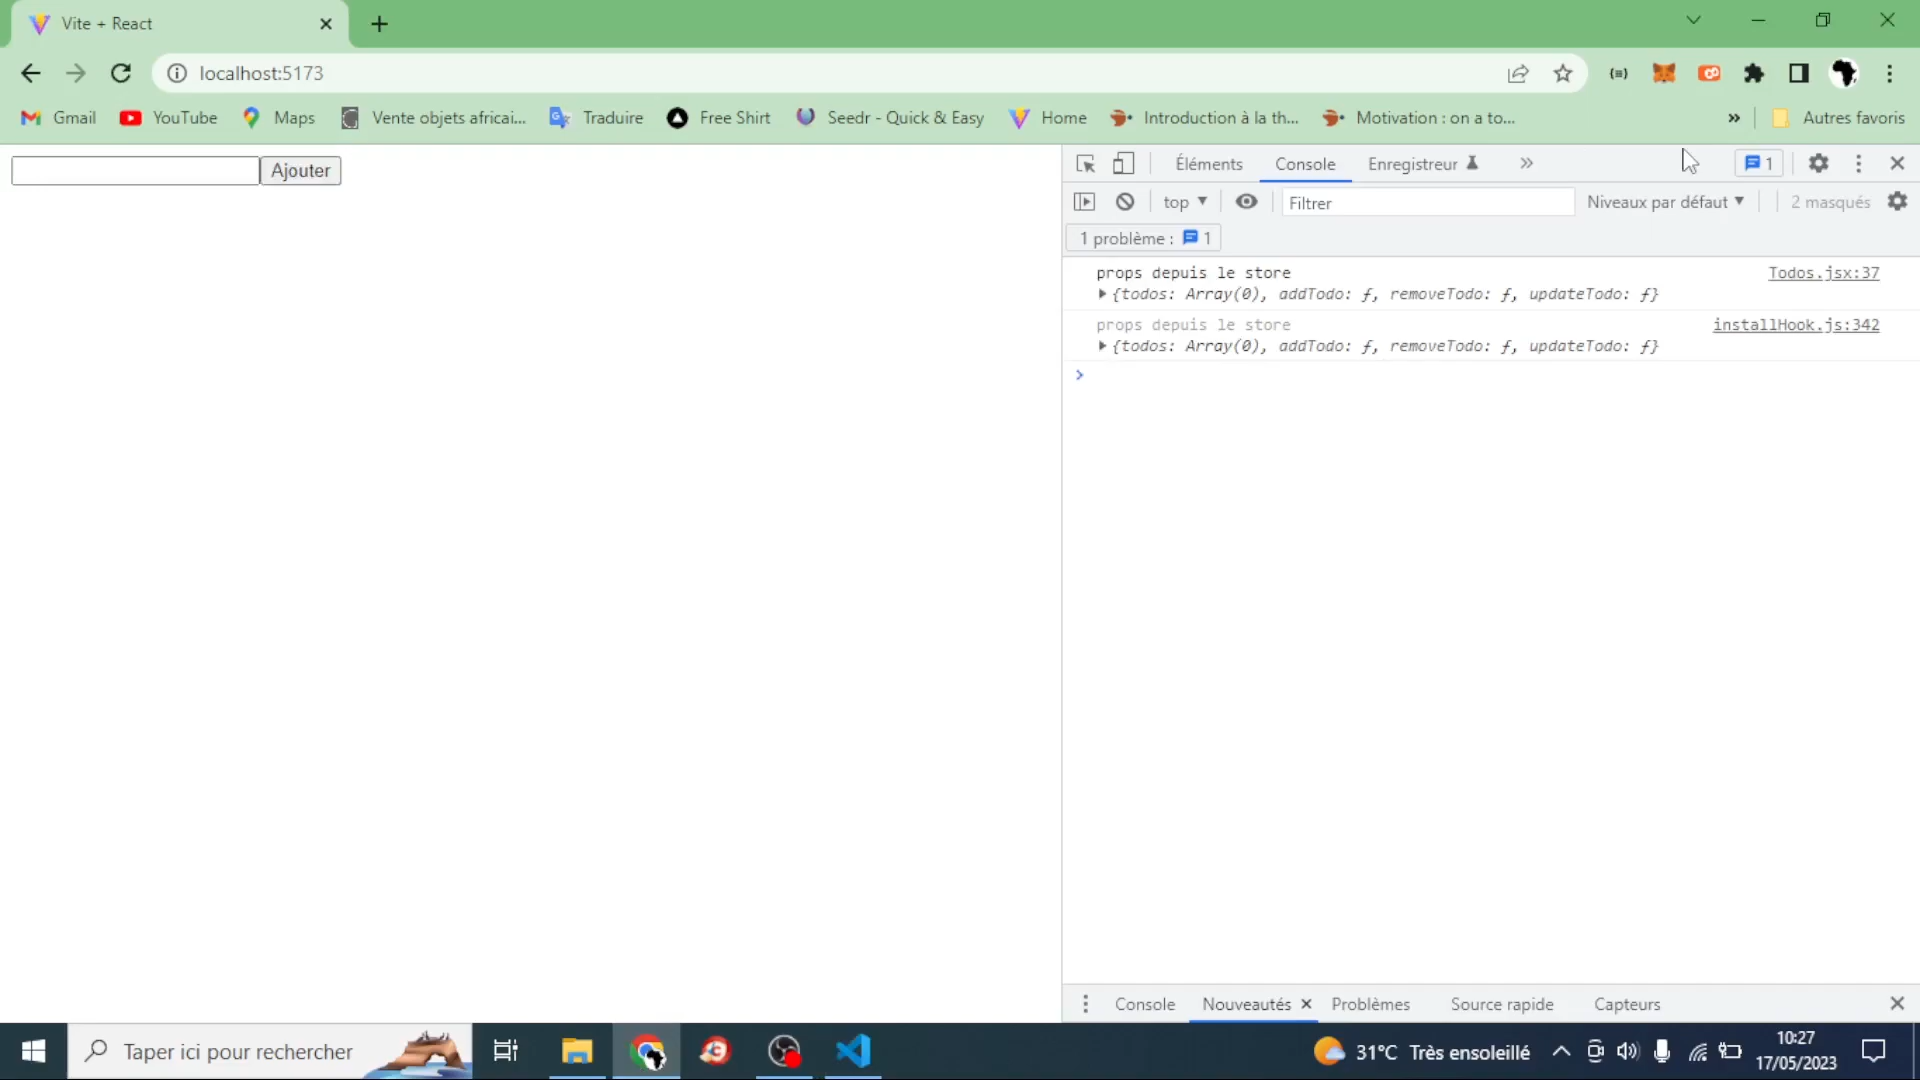 Vite + React
localhost:5173
Gmail YouTube Maps Vente objets africai... Traduire Free Shirt Seedr - Quick & Easy Home Introduction à la th... Motivation : on a to... » Autres favoris
Ajouter
Éléments Console Enregistreur » 1
top Filtrer Niveaux par défaut 2 masqués
1 problème : 1
props depuis le store Todos.jsx:37
{todos: Array(0), addTodo: ƒ, removeTodo: ƒ, updateTodo: ƒ}
props depuis le store installHook.js:342
{todos: Array(0), addTodo: ƒ, removeTodo: ƒ, updateTodo: ƒ}
Console Nouveautés Problèmes Source rapide Capteurs
Taper ici pour rechercher
31°C Très ensoleillé
10:27
17/05/2023